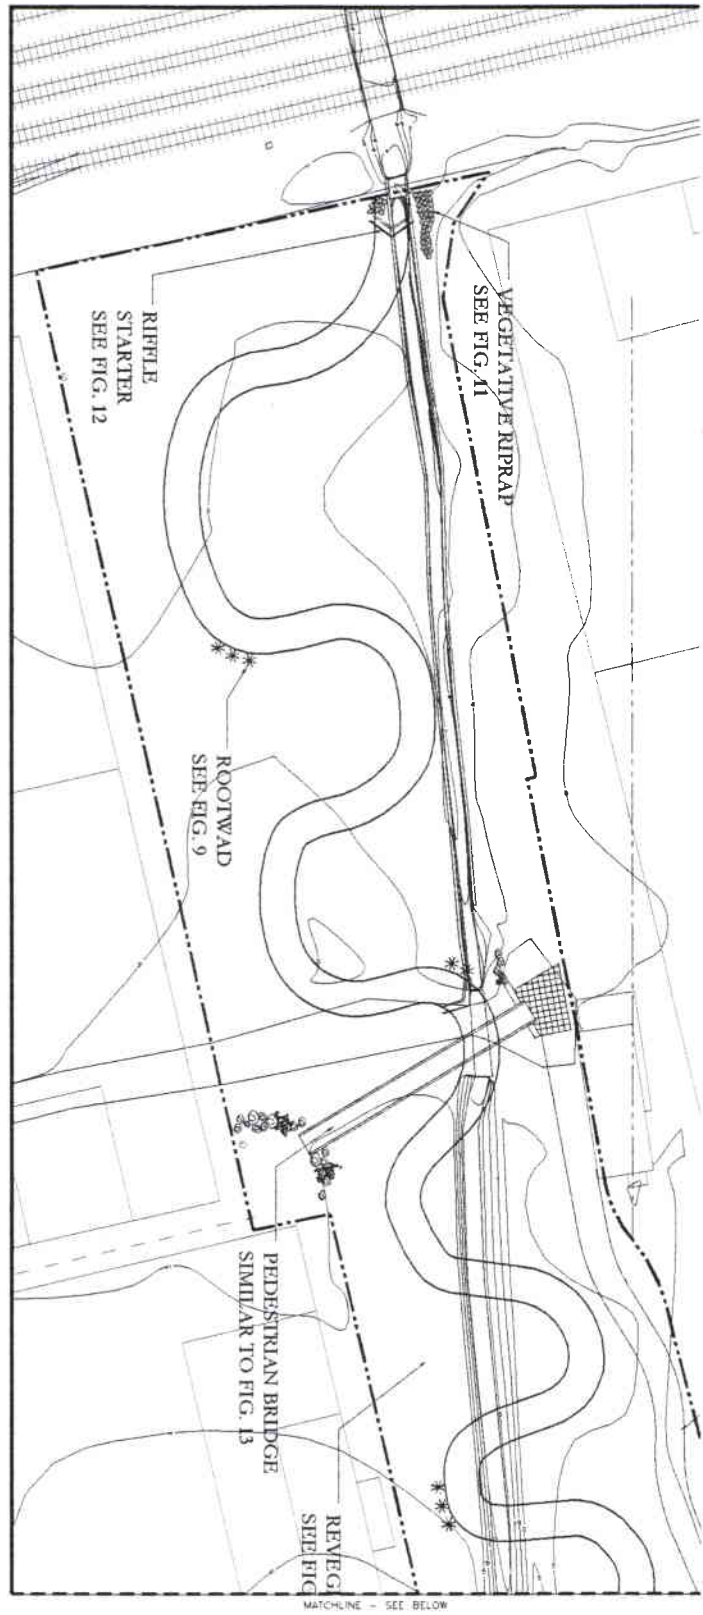 VEGETATIVE RIPRAP
SEE FIG. 11
RIFFLE
STARTER
SEE FIG. 12
ROOTWAD
SEE FIG. 9
PEDESTRIAN BRIDGE
SIMILAR TO FIG. 13
SEE FIG
MATCHLINE - SEE BELOW